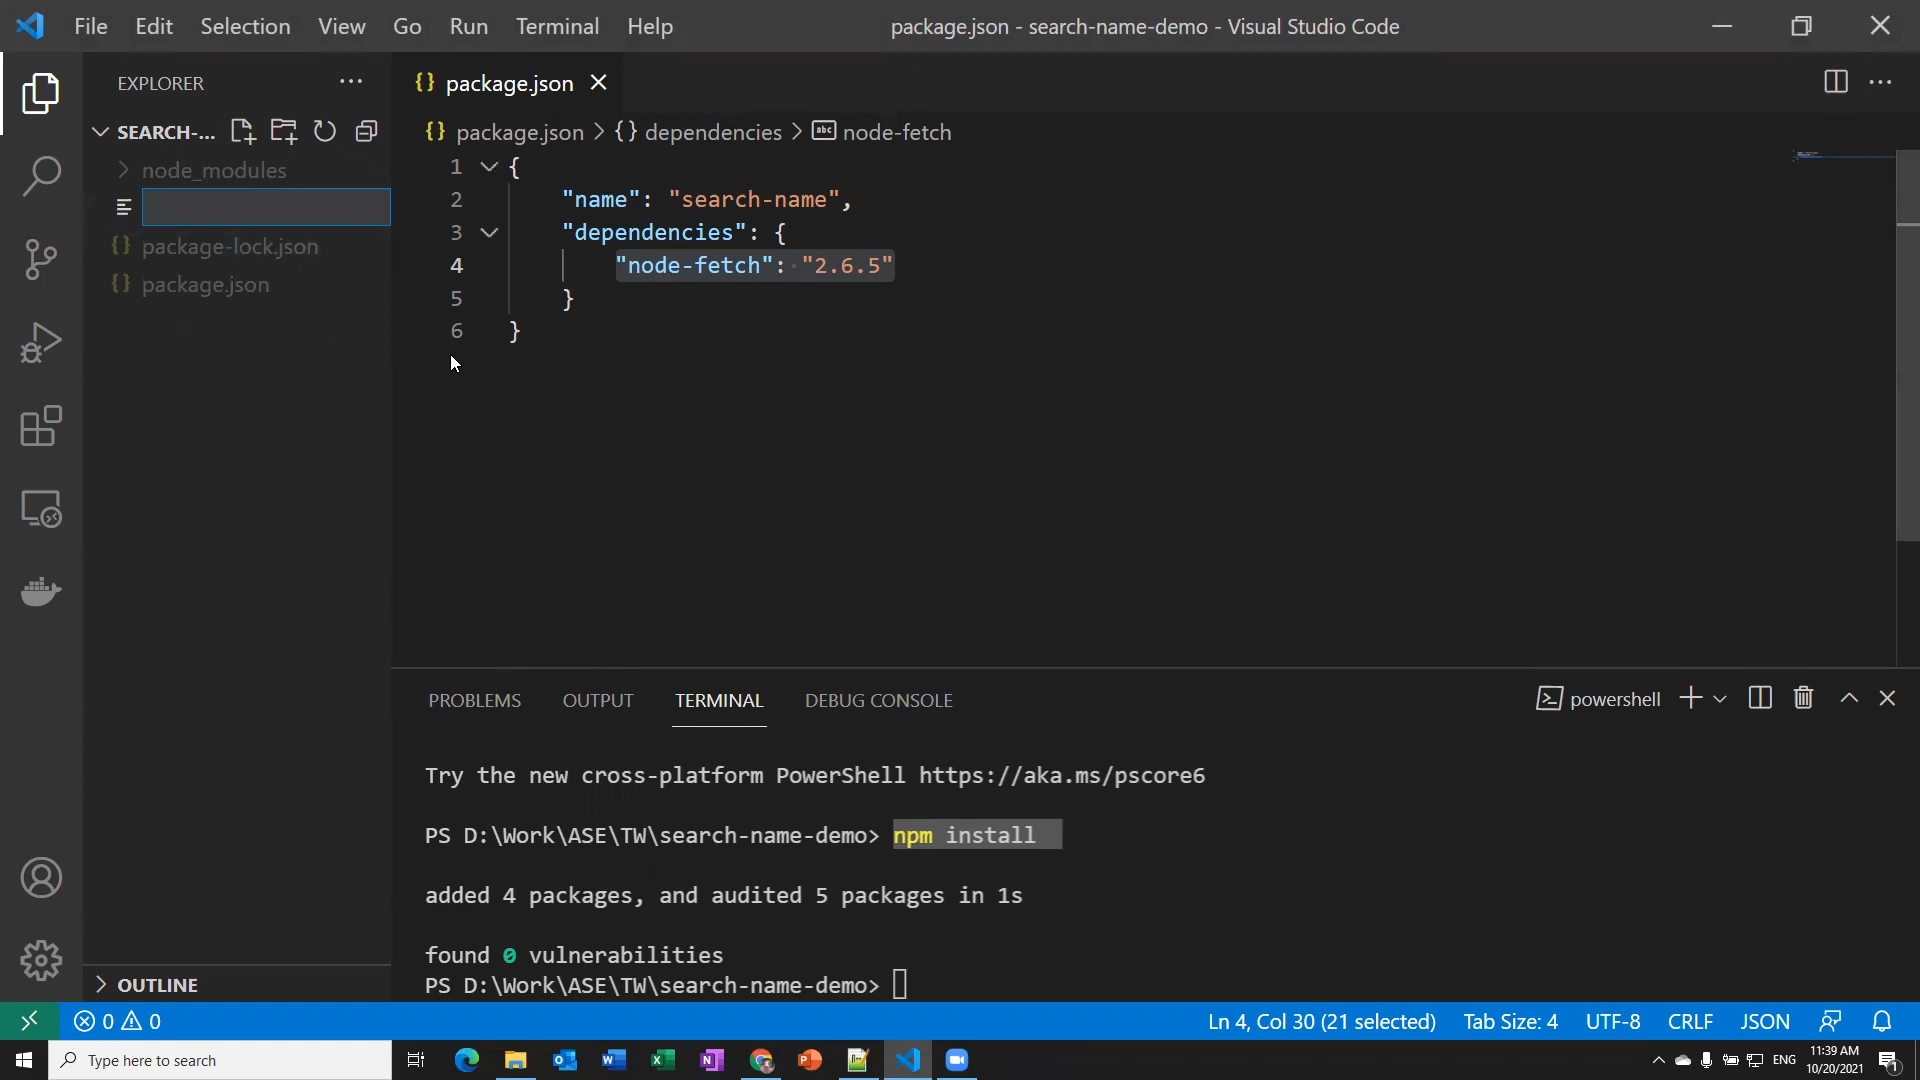 File Edit Selection View Go Run Terminal Help
package.json - search-name-demo - Visual Studio Code
EXPLORER
SEARCH-...
node_modules
package-lock.json
package.json
OUTLINE
package.json
package.json > {} dependencies > abc node-fetch
1 {
2 "name": "search-name",
3 "dependencies": {
4 "node-fetch": "2.6.5"
5 }
6 }
PROBLEMS OUTPUT TERMINAL DEBUG CONSOLE
powershell
Try the new cross-platform PowerShell https://aka.ms/pscore6
PS D:\Work\ASE\TW\search-name-demo> npm install
added 4 packages, and audited 5 packages in 1s
found 0 vulnerabilities
PS D:\Work\ASE\TW\search-name-demo>
0 0
Ln 4, Col 30 (21 selected) Tab Size: 4 UTF-8 CRLF JSON
Type here to search
ENG
11:39 AM
10/20/2021
1